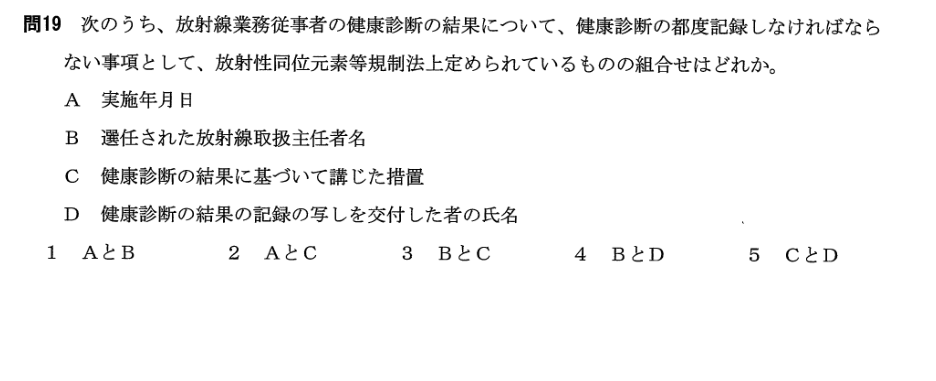 問19 次のうち、放射線業務従事者の健康診断の結果について、健康診断の都度記録しなければなら
ない事項として、放射性同位元素等規制法上定められているものの組合せはどれか。
A 実施年月日
B 選任された放射線取扱主任者名
C 健康診断の結果に基づいて講じた措置
D 健康診断の結果の記録の写しを交付した者の氏名
1 AとB 2 AとC 3 BとC 4 BとD 5 CとD